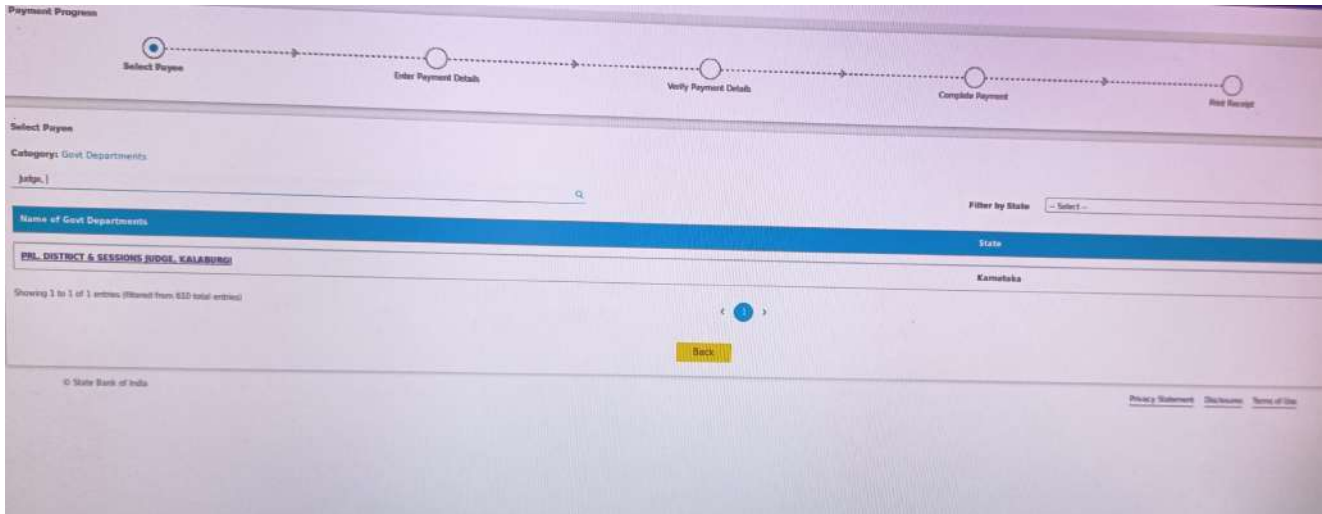 Payment Progress
Select Payee
Enter Payment Details
Verify Payment Details
Complete Payment
Print Receipt
Select Payee
Category: Govt Departments
Judge,
Filter by State
-- Select --
Name of Govt Departments
State
PRL. DISTRICT & SESSIONS JUDGE, KALABURGI
Karnataka
Showing 1 to 1 of 1 entries (filtered from 610 total entries)
‹ 1 ›
Back
© State Bank of India
Privacy Statement
Disclosures
Terms of Use